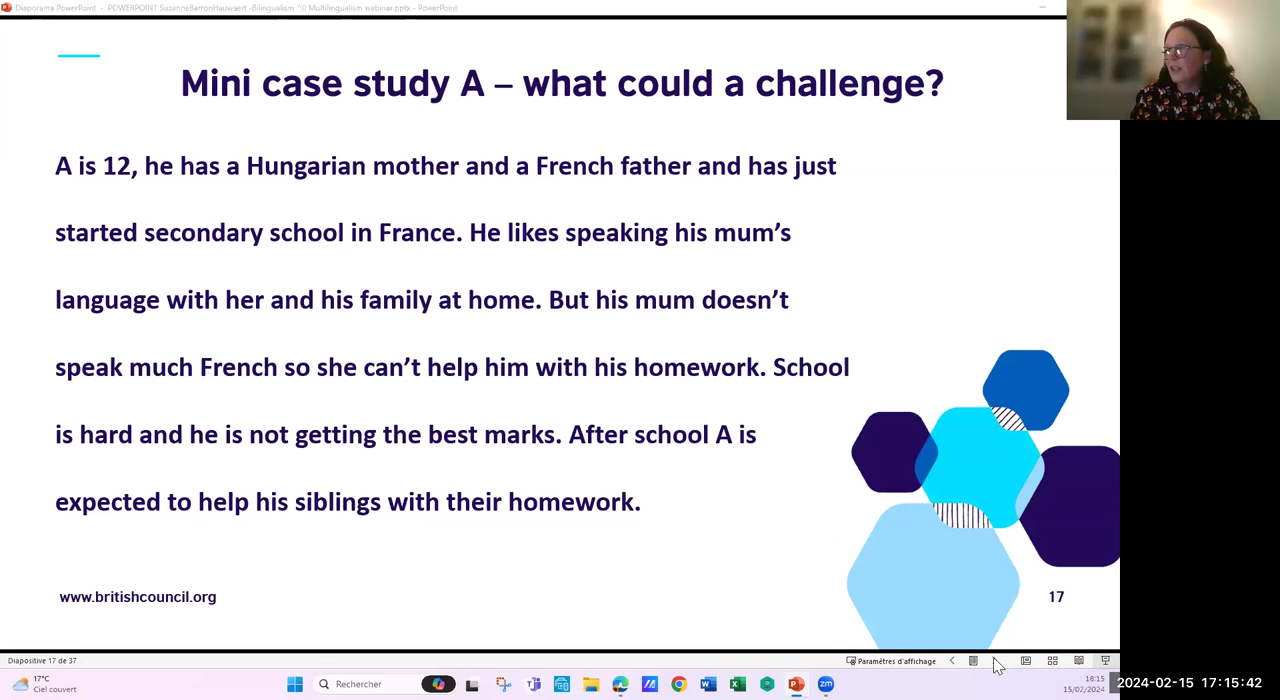 Diaporama PowerPoint - POWERPOINT SuzanneBarronHauwaert -Bilingualism ^0 Multilingualism webinar.pptx - PowerPoint
Mini case study A – what could a challenge?
A is 12, he has a Hungarian mother and a French father and has just
started secondary school in France. He likes speaking his mum’s
language with her and his family at home. But his mum doesn’t
speak much French so she can’t help him with his homework. School
is hard and he is not getting the best marks. After school A is
expected to help his siblings with their homework.
www.britishcouncil.org
17
Diapositive 17 de 37
Paramètres d'affichage
17°C
Ciel couvert
Rechercher
zm
18:15
15/02/2024
2024-02-15 17:15:42